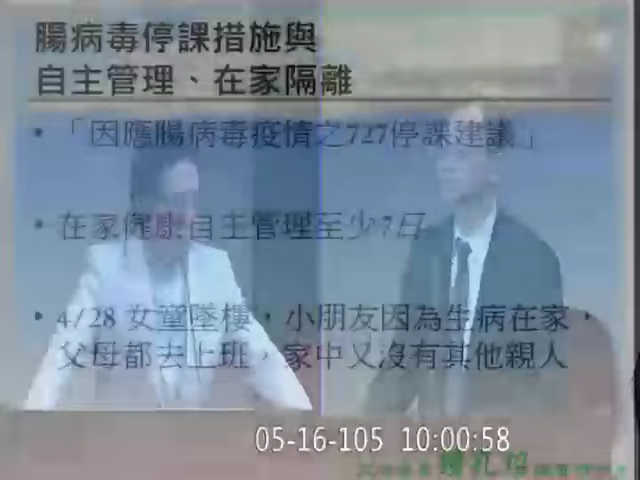 腸病毒停課措施與
自主管理、在家隔離
• 「因應腸病毒疫情之727停課建議」
• 在家健康自主管理至少7日
• 4/28 女童墜樓，小朋友因為生病在家，
父母都去上班，家中又沒有其他親人
05-16-105 10:00:58